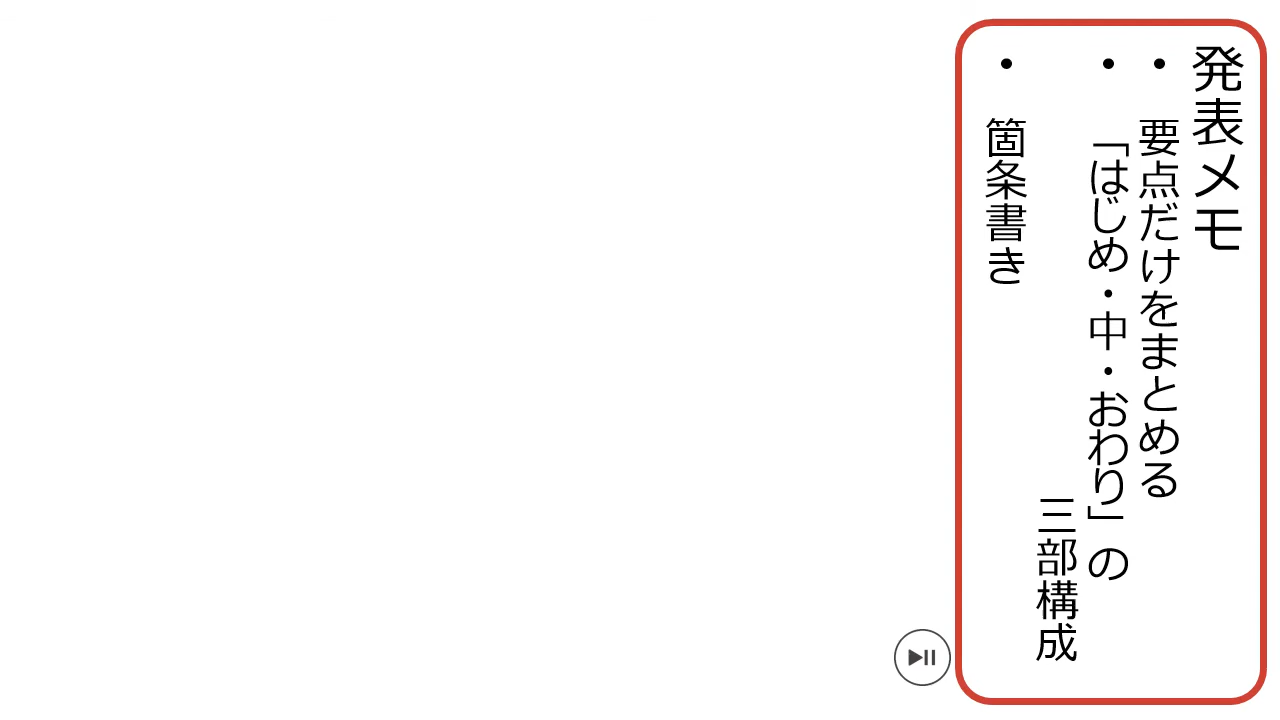 発表メモ
・ 要点だけをまとめる
・ 「はじめ・中・おわり」の
三部構成
・ 箇条書き